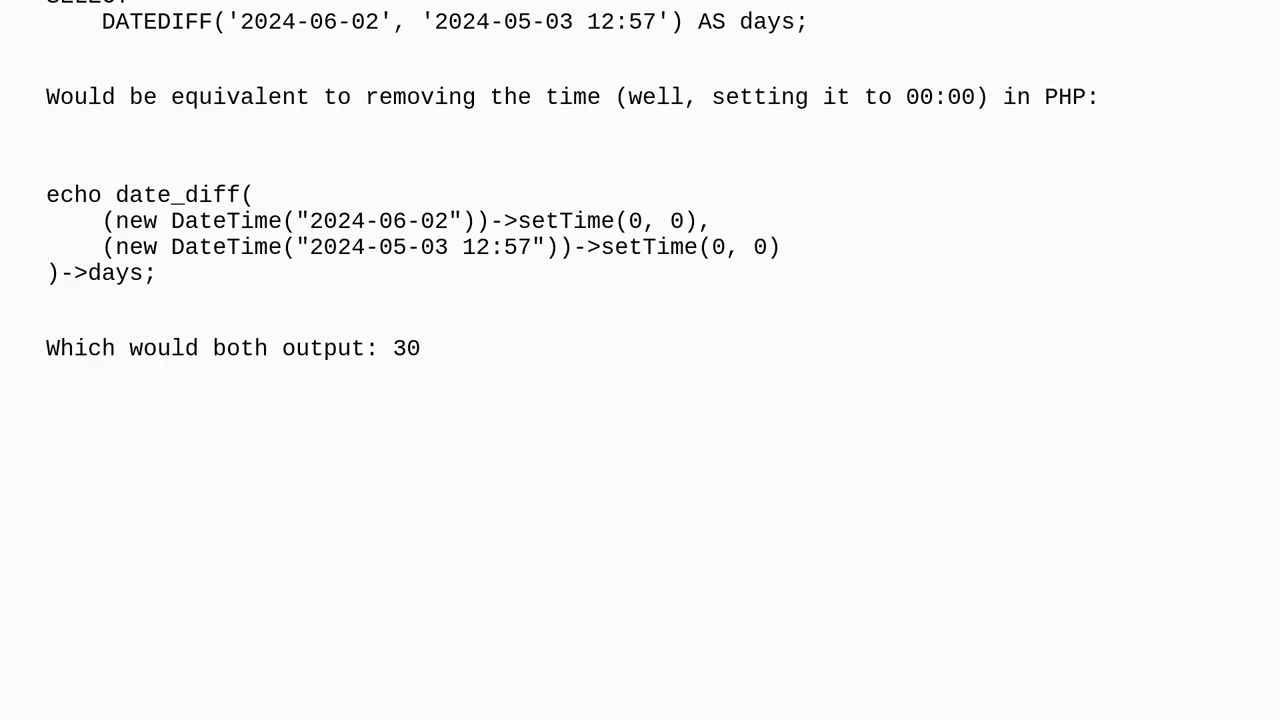 SELECT
    DATEDIFF('2024-06-02', '2024-05-03 12:57') AS days;
Would be equivalent to removing the time (well, setting it to 00:00) in PHP:
echo date_diff(
    (new DateTime("2024-06-02"))->setTime(0, 0),
    (new DateTime("2024-05-03 12:57"))->setTime(0, 0)
)->days;
Which would both output: 30